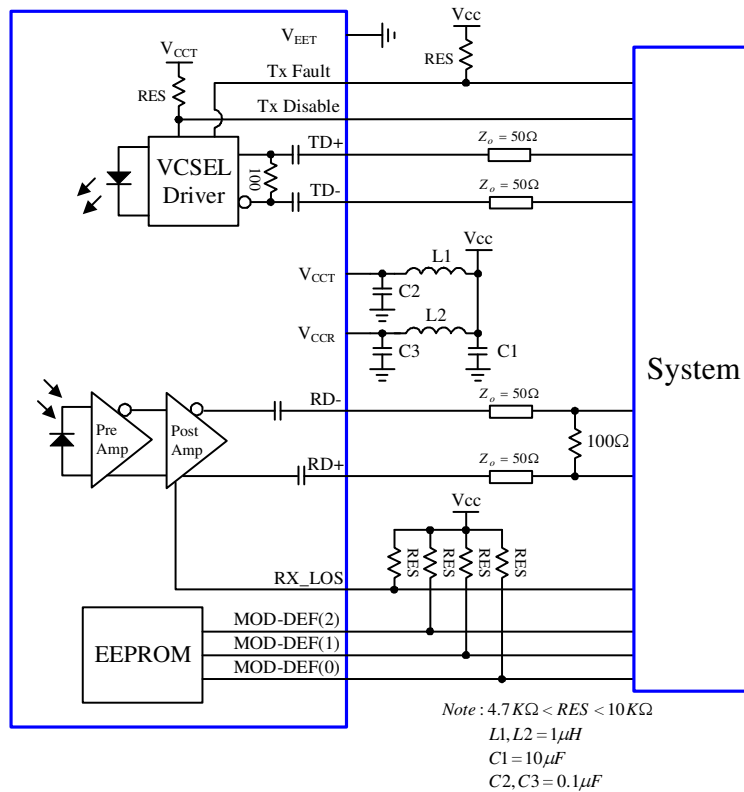 V_EET
Vcc
V_CCT
RES
Tx Fault
RES
Tx Disable
VCSEL
Driver
100
TD+
Z_o = 50Ω
TD-
Z_o = 50Ω
Vcc
V_CCT
L1
C2
V_CCR
L2
C3
C1
System
Pre
Amp
Post
Amp
RD-
Z_o = 50Ω
100Ω
RD+
Z_o = 50Ω
Vcc
RES
RES
RES
RES
RX_LOS
EEPROM
MOD-DEF(2)
MOD-DEF(1)
MOD-DEF(0)
Note : 4.7 KΩ < RES < 10KΩ
L1, L2 = 1μH
C1 = 10μF
C2, C3 = 0.1μF